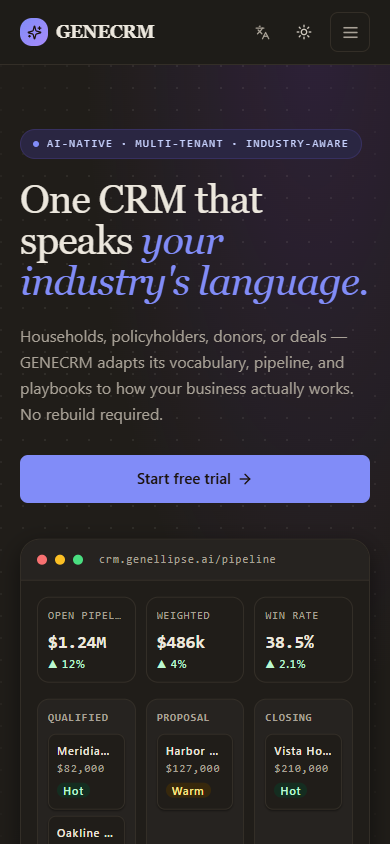 GENECRM
AI-NATIVE · MULTI-TENANT · INDUSTRY-AWARE
One CRM that
speaks your
industry's language.
Households, policyholders, donors, or deals —
GENECRM adapts its vocabulary, pipeline, and
playbooks to how your business actually works.
No rebuild required.
Start free trial →
crm.genellipse.ai/pipeline
OPEN PIPEL… WEIGHTED WIN RATE
$1.24M $486k 38.5%
▲ 12% ▲ 4% ▲ 2.1%
QUALIFIED PROPOSAL CLOSING
Meridia… Harbor … Vista Ho…
$82,000 $127,000 $210,000
Hot Warm Hot
Oakline …